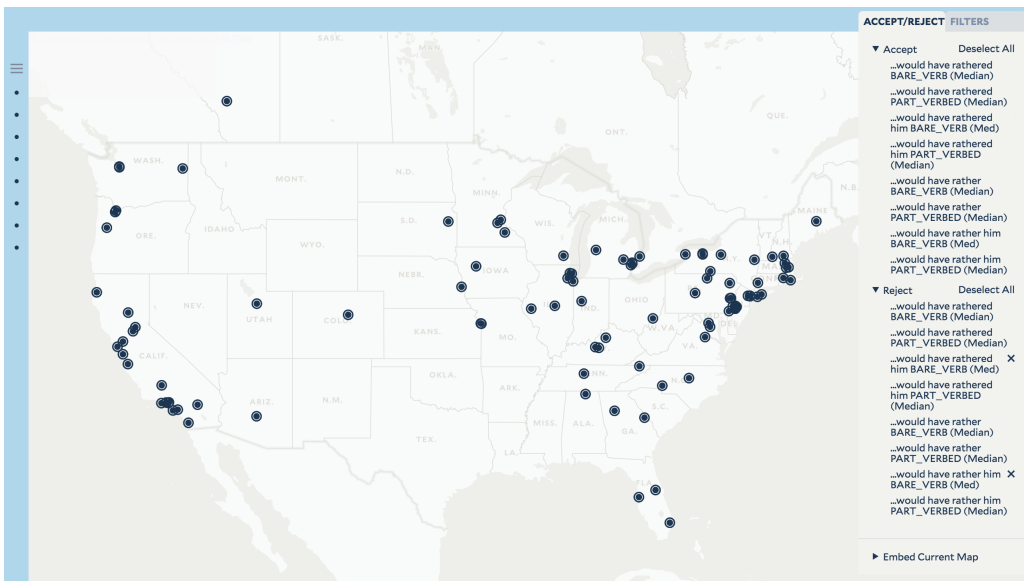 ACCEPT/REJECT FILTERS
▼ Accept Deselect All
...would have rathered
BARE_VERB (Median)
...would have rathered
PART_VERBED (Median)
...would have rathered
him BARE_VERB (Med)
...would have rathered
him PART_VERBED
(Median)
...would have rather
BARE_VERB (Median)
...would have rather
PART_VERBED (Median)
...would have rather him
BARE_VERB (Med)
...would have rather him
PART_VERBED (Median)
▼ Reject Deselect All
...would have rathered
BARE_VERB (Median)
...would have rathered
PART_VERBED (Median)
...would have rathered
him BARE_VERB (Med) ✕
...would have rathered
him PART_VERBED
(Median)
...would have rather
BARE_VERB (Median)
...would have rather
PART_VERBED (Median)
...would have rather him
BARE_VERB (Med) ✕
...would have rather him
PART_VERBED (Median)
▶ Embed Current Map
SASK.
MAN.
ONT.
QUE.
WASH.
MONT.
N.D.
MINN.
WIS.
MICH.
VT.
N.H.
MAINE
N.B.
ORE.
IDAHO
WYO.
S.D.
IOWA
NEBR.
NEV.
UTAH
COLO.
KANS.
MO.
IND.
OHIO
W.VA.
VA.
DEL
CALIF.
ARIZ.
N.M.
OKLA.
ARK.
TEX.
LA.
MISS.
ALA.
GA.
S.C.
FLA.